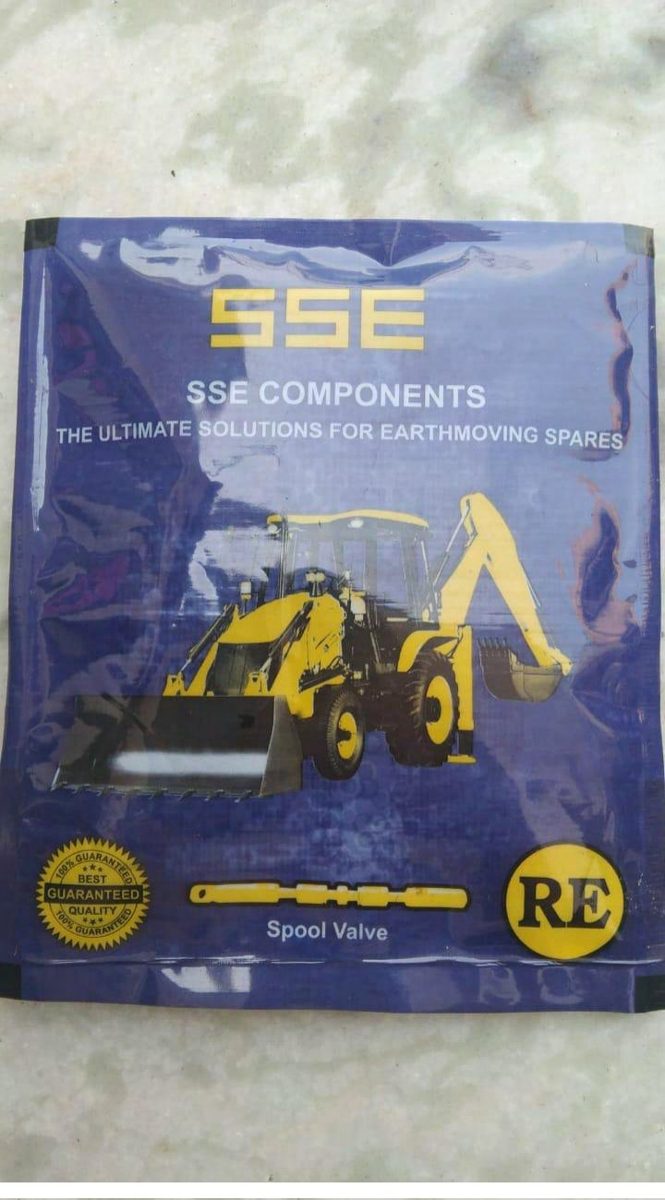 SSE
SSE COMPONENTS
THE ULTIMATE SOLUTIONS FOR EARTHMOVING SPARES
100% GUARANTEED
BEST
GUARANTEED
QUALITY
100% GUARANTEED
Spool Valve
RE